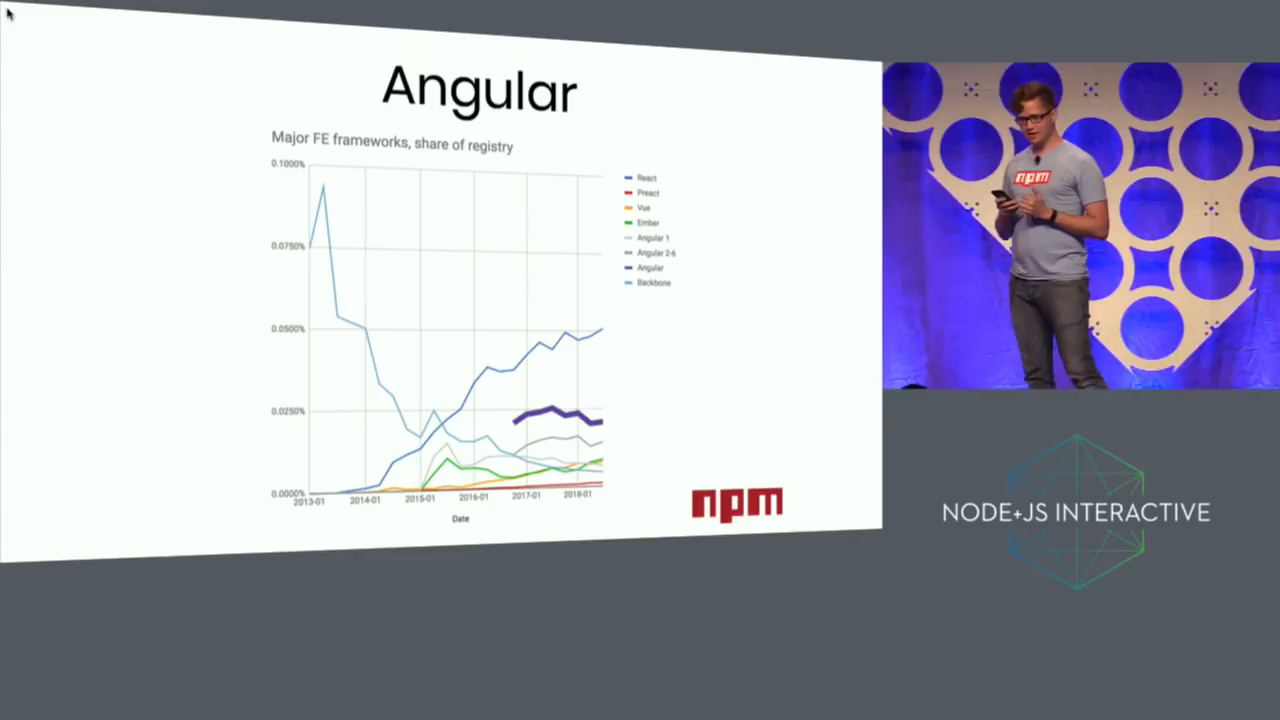 Angular
Major FE frameworks, share of registry
0.1000%
0.0750%
0.0500%
0.0250%
0.0000%
2013-01
2014-01
2015-01
2016-01
2017-01
2018-01
Date
React
Preact
Vue
Ember
Angular 1
Angular 2-6
Angular
Backbone
npm
npm
NODE+JS INTERACTIVE